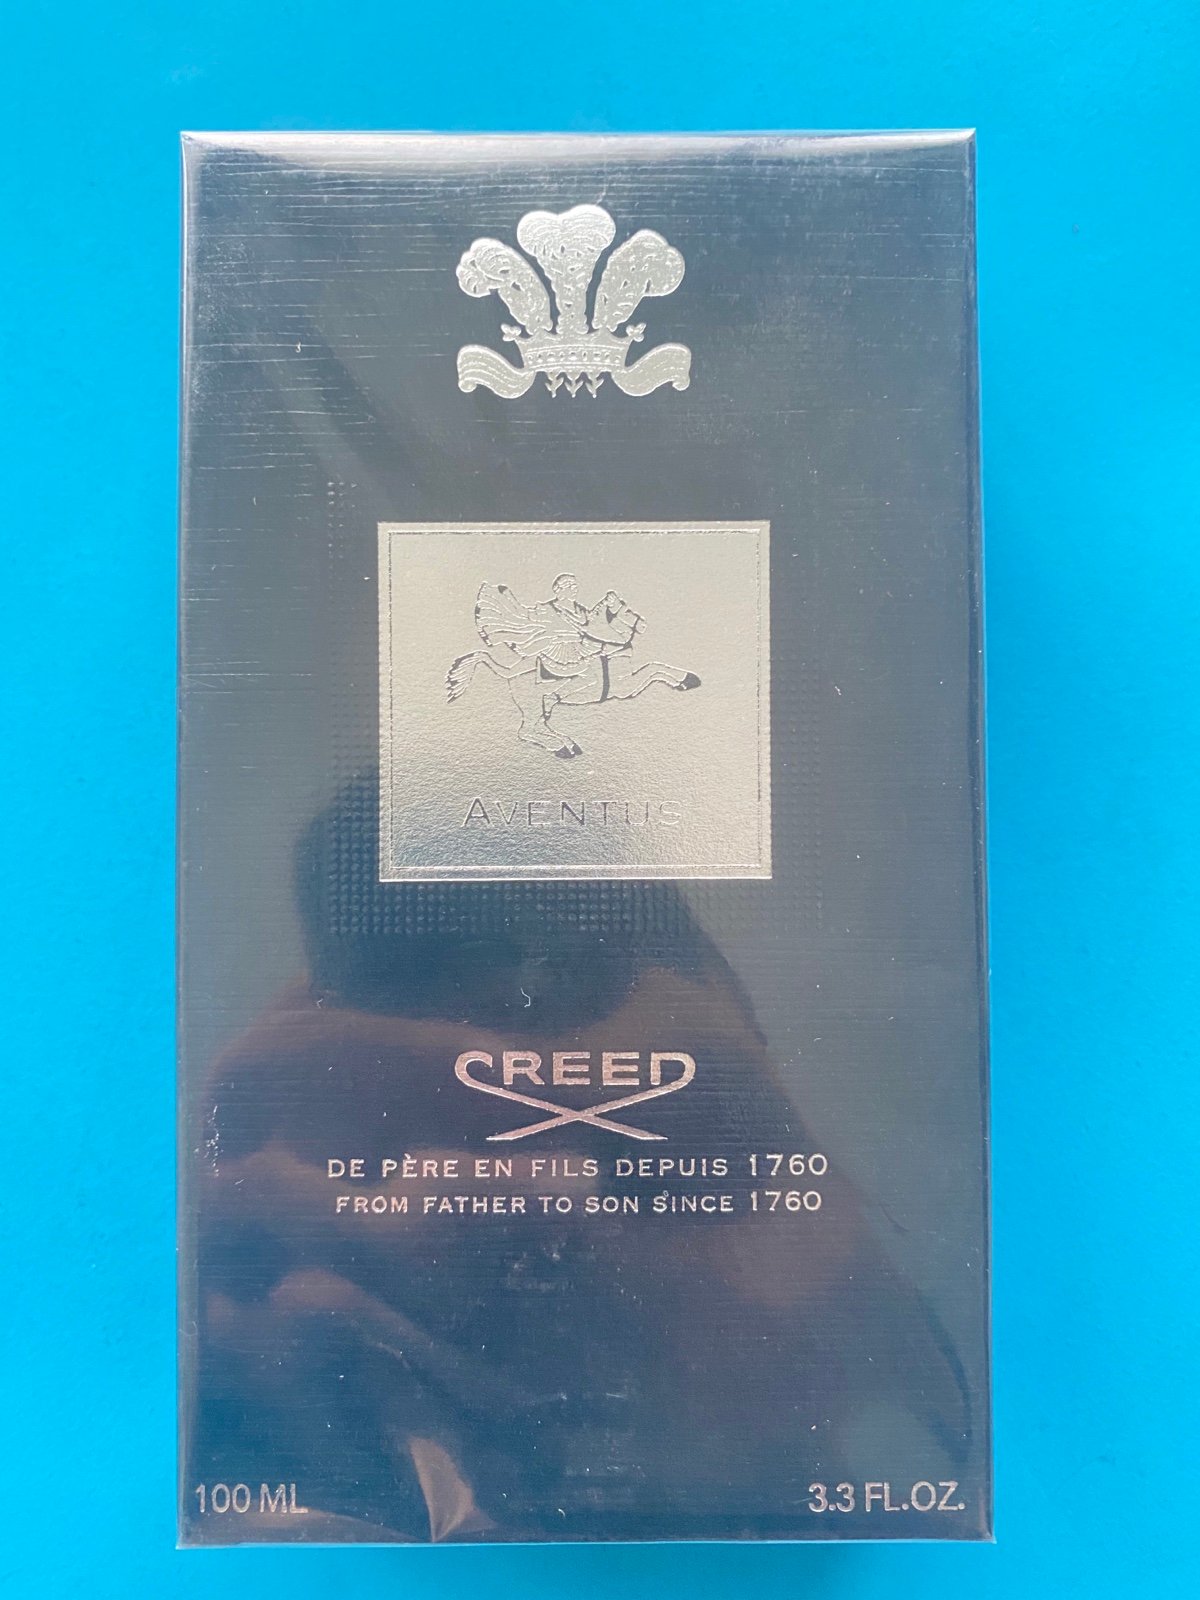 AVENTUS
CREED
DE PÈRE EN FILS DEPUIS 1760
FROM FATHER TO SON SINCE 1760
100 ML
3.3 FL.OZ.